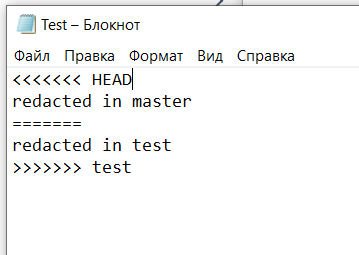 Test – Блокнот
Файл Правка Формат Вид Справка
<<<<<<< HEAD
redacted in master
=======
redacted in test
>>>>>>> test